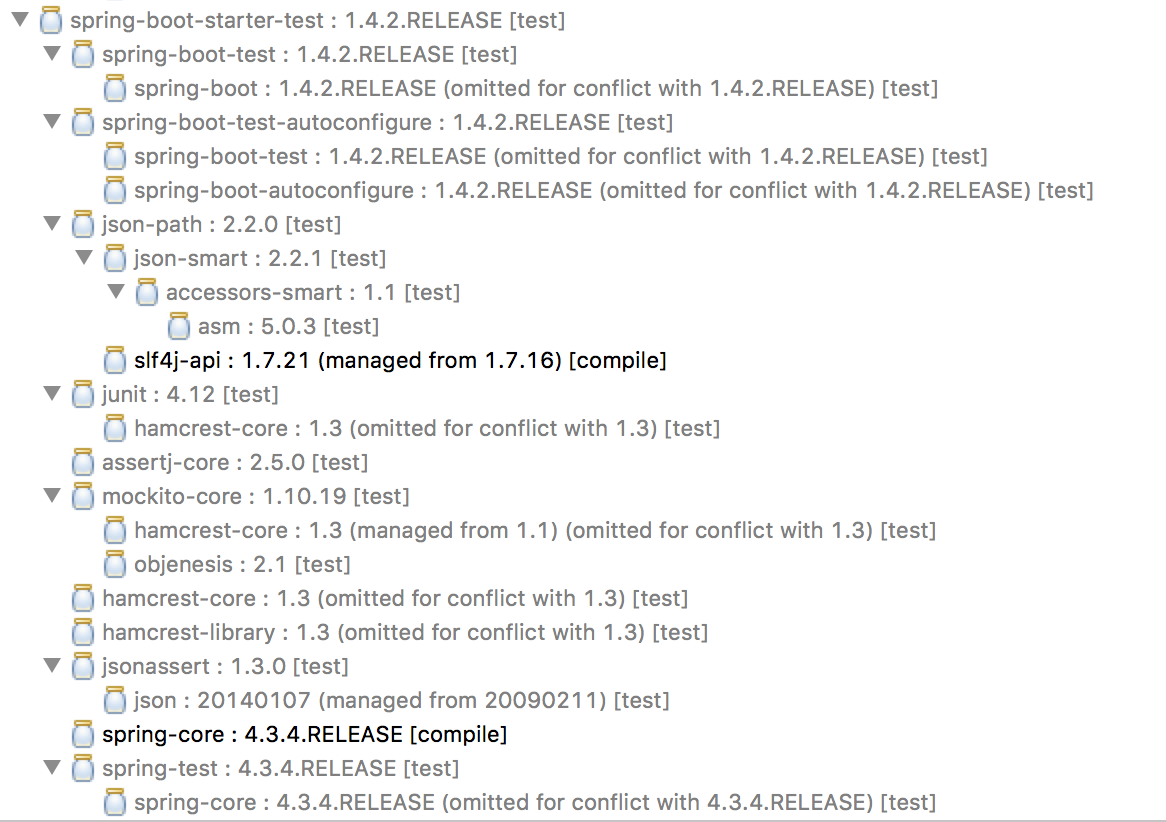 spring-boot-starter-test : 1.4.2.RELEASE [test]
spring-boot-test : 1.4.2.RELEASE [test]
spring-boot : 1.4.2.RELEASE (omitted for conflict with 1.4.2.RELEASE) [test]
spring-boot-test-autoconfigure : 1.4.2.RELEASE [test]
spring-boot-test : 1.4.2.RELEASE (omitted for conflict with 1.4.2.RELEASE) [test]
spring-boot-autoconfigure : 1.4.2.RELEASE (omitted for conflict with 1.4.2.RELEASE) [test]
json-path : 2.2.0 [test]
json-smart : 2.2.1 [test]
accessors-smart : 1.1 [test]
asm : 5.0.3 [test]
slf4j-api : 1.7.21 (managed from 1.7.16) [compile]
junit : 4.12 [test]
hamcrest-core : 1.3 (omitted for conflict with 1.3) [test]
assertj-core : 2.5.0 [test]
mockito-core : 1.10.19 [test]
hamcrest-core : 1.3 (managed from 1.1) (omitted for conflict with 1.3) [test]
objenesis : 2.1 [test]
hamcrest-core : 1.3 (omitted for conflict with 1.3) [test]
hamcrest-library : 1.3 (omitted for conflict with 1.3) [test]
jsonassert : 1.3.0 [test]
json : 20140107 (managed from 20090211) [test]
spring-core : 4.3.4.RELEASE [compile]
spring-test : 4.3.4.RELEASE [test]
spring-core : 4.3.4.RELEASE (omitted for conflict with 4.3.4.RELEASE) [test]